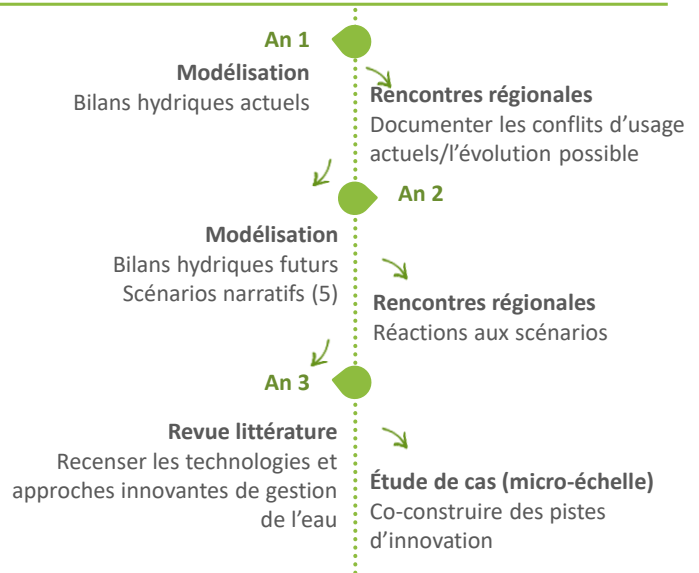 An 1
Modélisation
Bilans hydriques actuels
Rencontres régionales
Documenter les conflits d'usage
actuels/l'évolution possible
An 2
Modélisation
Bilans hydriques futurs
Scénarios narratifs (5)
Rencontres régionales
Réactions aux scénarios
An 3
Revue littérature
Recenser les technologies et
approches innovantes de gestion
de l'eau
Étude de cas (micro-échelle)
Co-construire des pistes
d'innovation